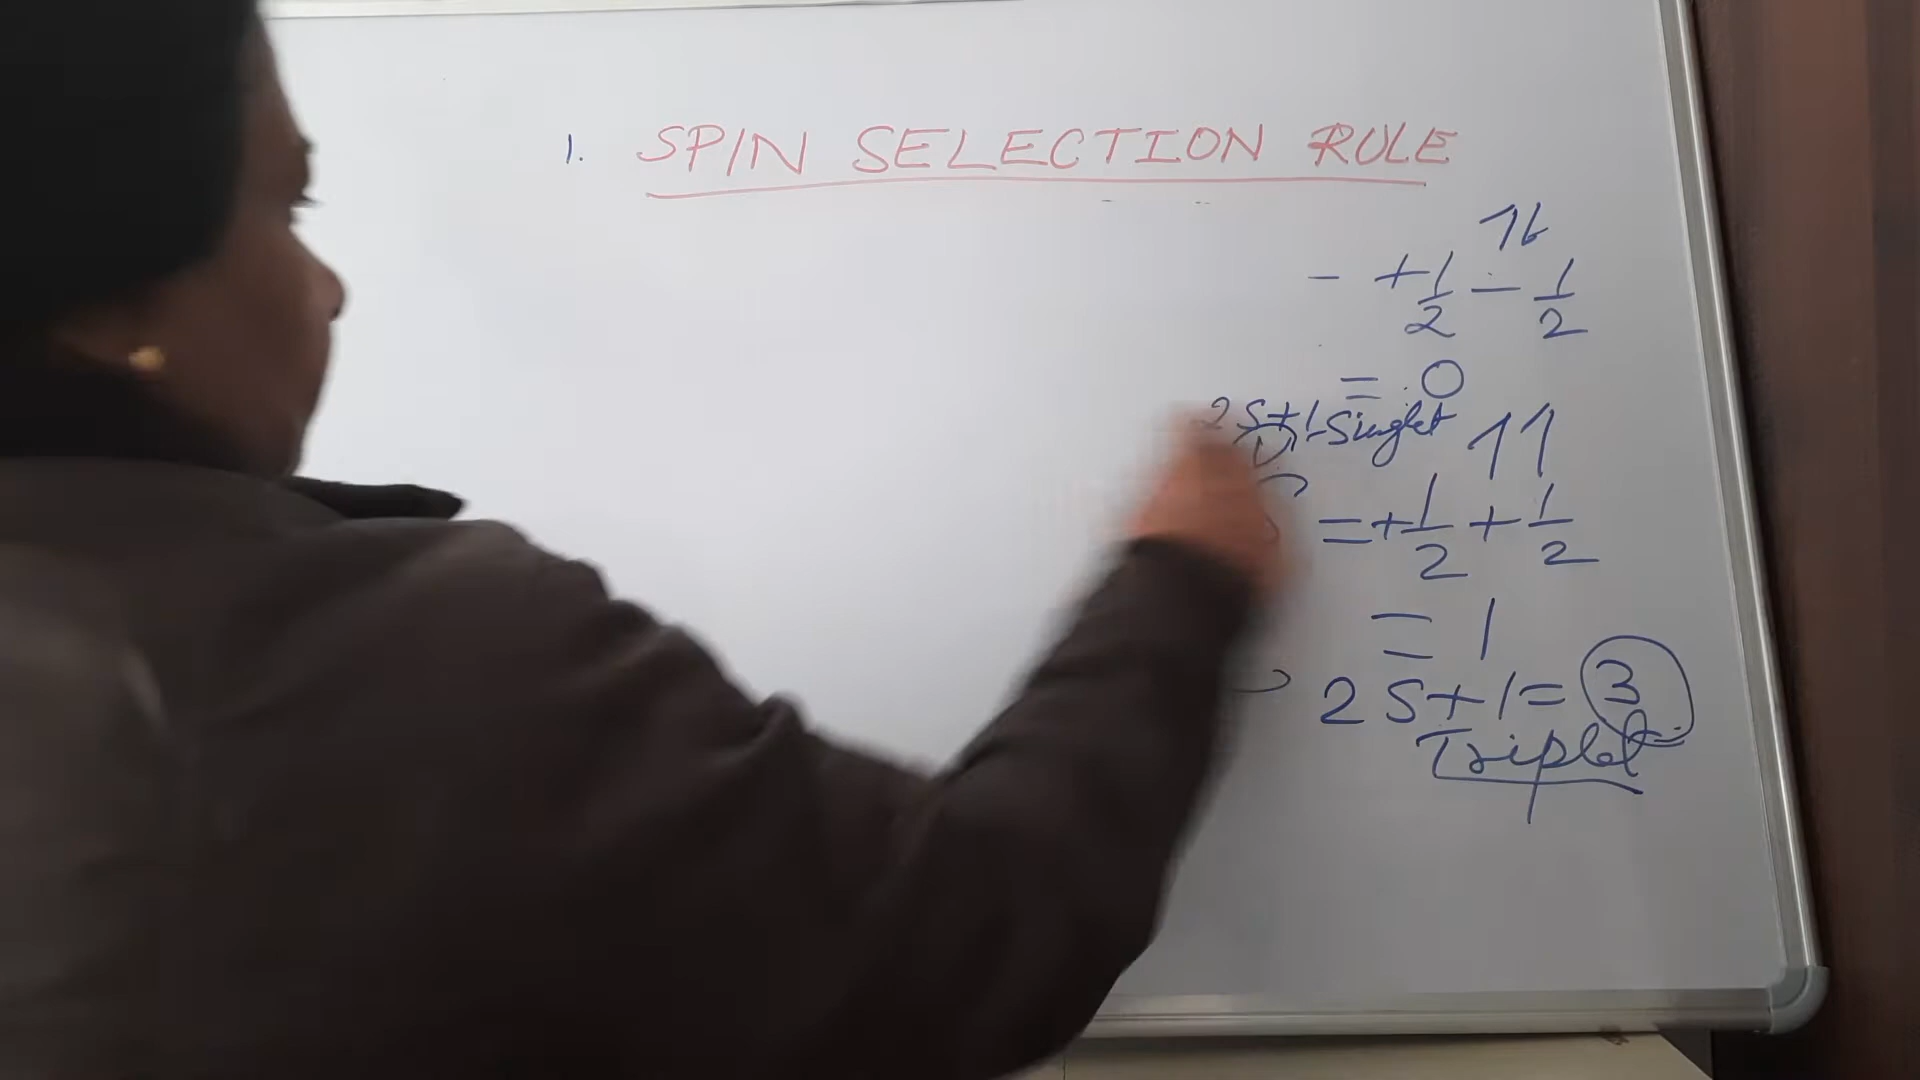 1. SPIN SELECTION RULE
↿⇂
- +1/2 - 1/2
= 0
2S+1 Singlet
↿↿
= +1/2 + 1/2
= 1
2S+1 = 3
Triplet